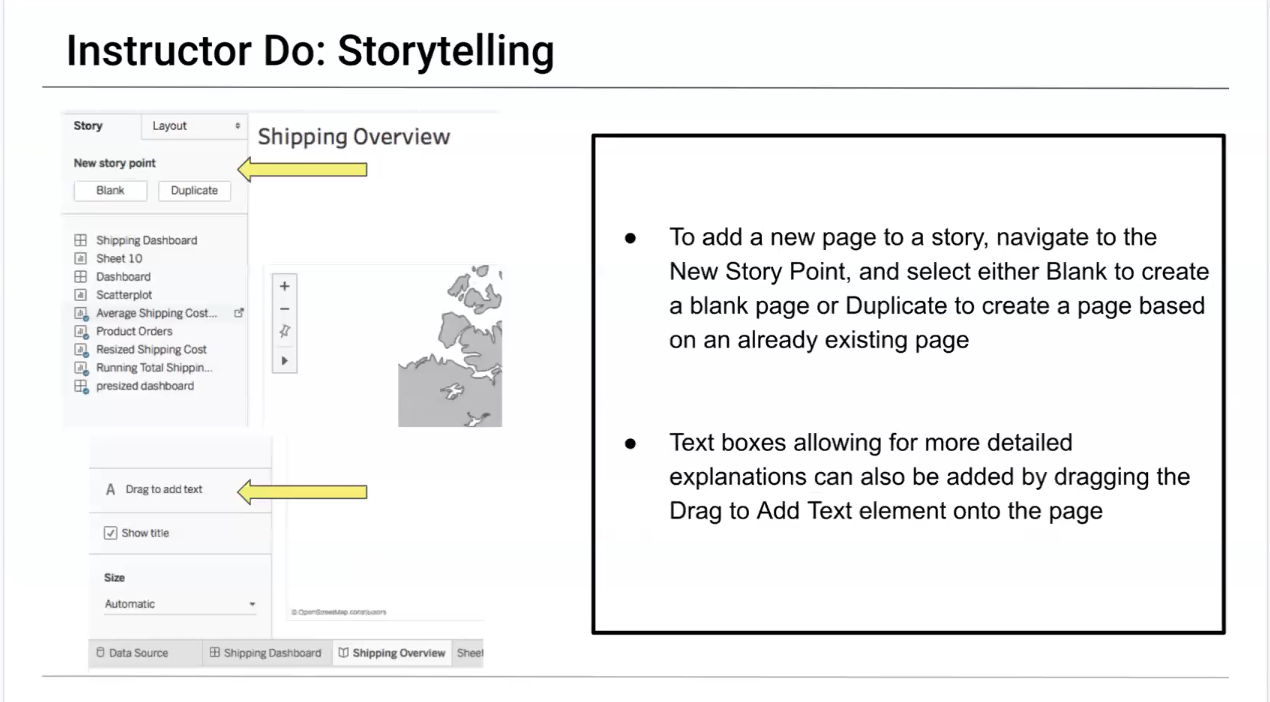 Instructor Do: Storytelling
Story
Layout
New story point
Blank
Duplicate
Shipping Dashboard
Sheet 10
Dashboard
Scatterplot
Average Shipping Cost...
Product Orders
Resized Shipping Cost
Running Total Shippin...
presized dashboard
Shipping Overview
A Drag to add text
Show title
Size
Automatic
© OpenStreetMap contributors
Data Source
Shipping Dashboard
Shipping Overview
Sheet
● To add a new page to a story, navigate to the
New Story Point, and select either Blank to create
a blank page or Duplicate to create a page based
on an already existing page
● Text boxes allowing for more detailed
explanations can also be added by dragging the
Drag to Add Text element onto the page